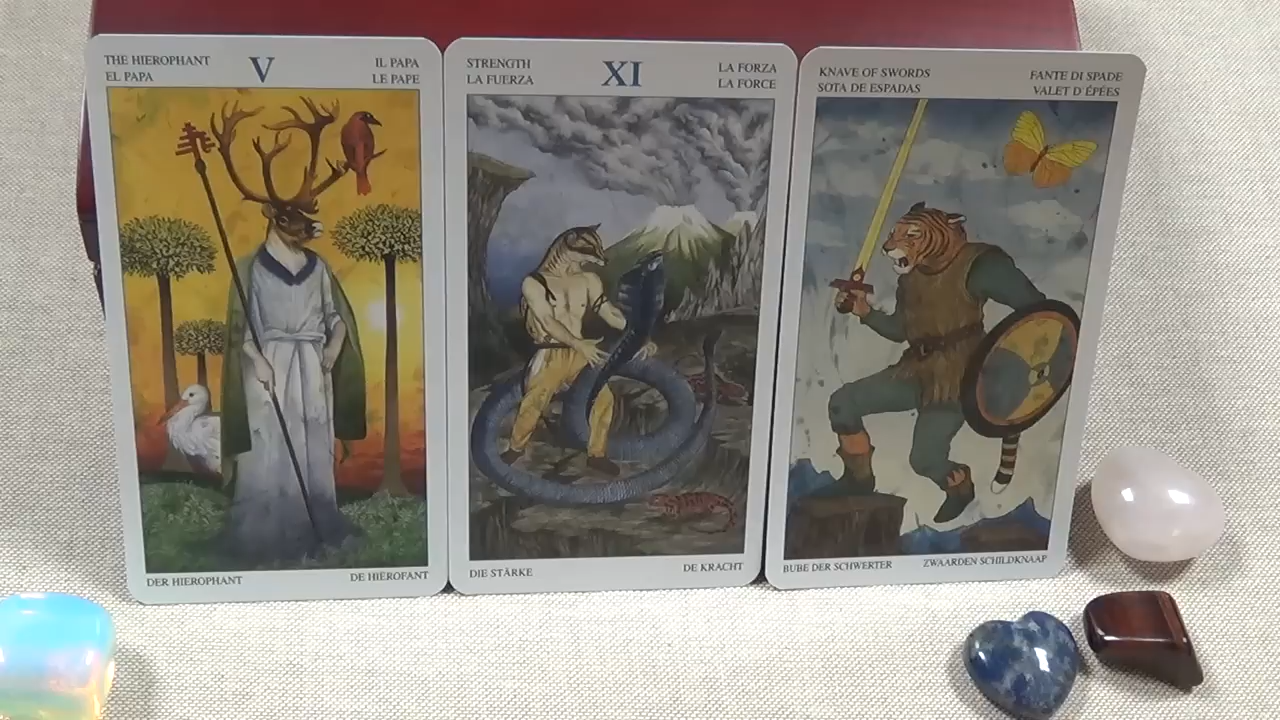 THE HIEROPHANT V IL PAPA
EL PAPA LE PAPE
DER HIEROPHANT DE HIËROFANT
STRENGTH XI LA FORZA
LA FUERZA LA FORCE
DIE STÄRKE DE KRACHT
KNAVE OF SWORDS FANTE DI SPADE
SOTA DE ESPADAS VALET D ÉPÉES
BUBE DER SCHWERTER ZWAARDEN SCHILDKNAAP